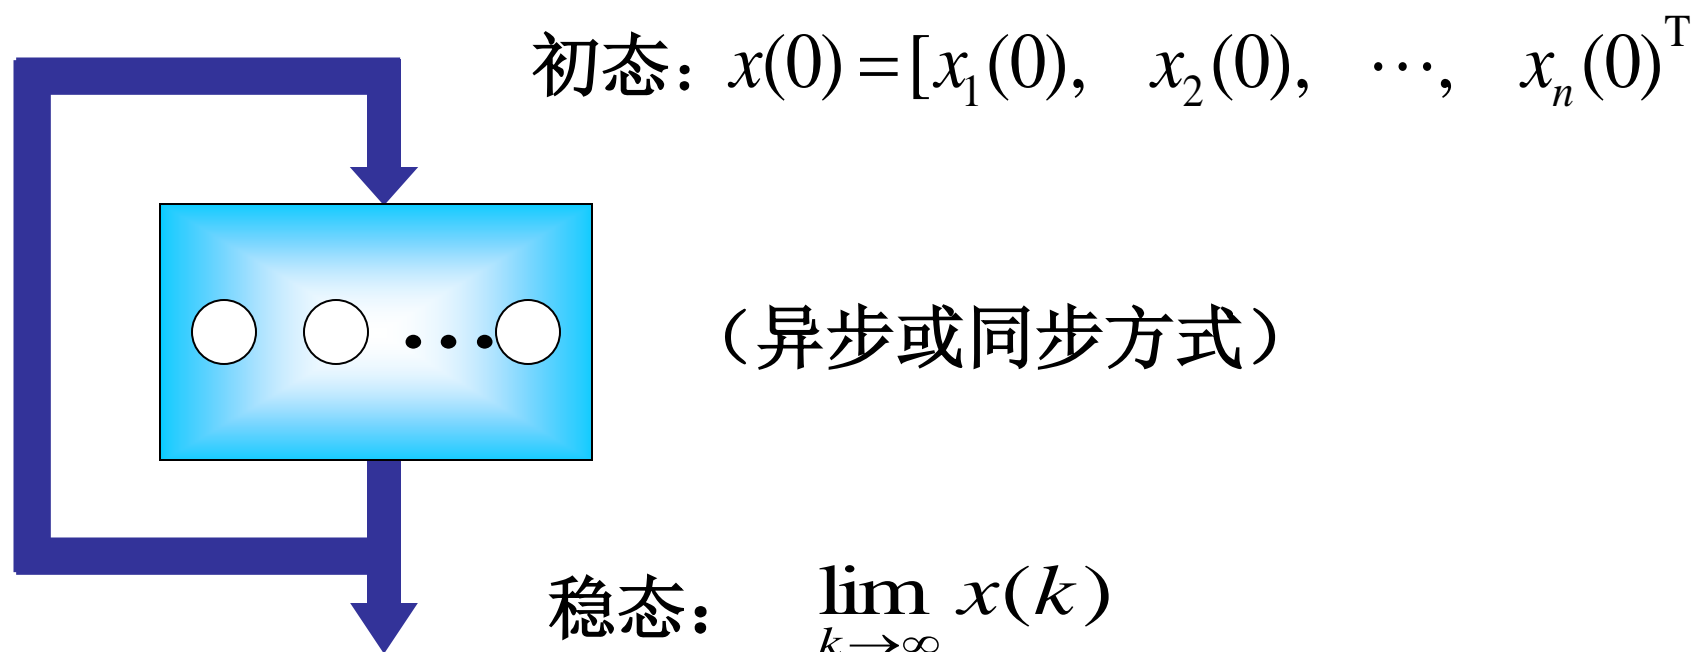 初态：x(0) = [x₁(0),  x₂(0),  ⋯,  xₙ(0)ᵀ
•••
（异步或同步方式）
稳态： lim x(k)
k→∞